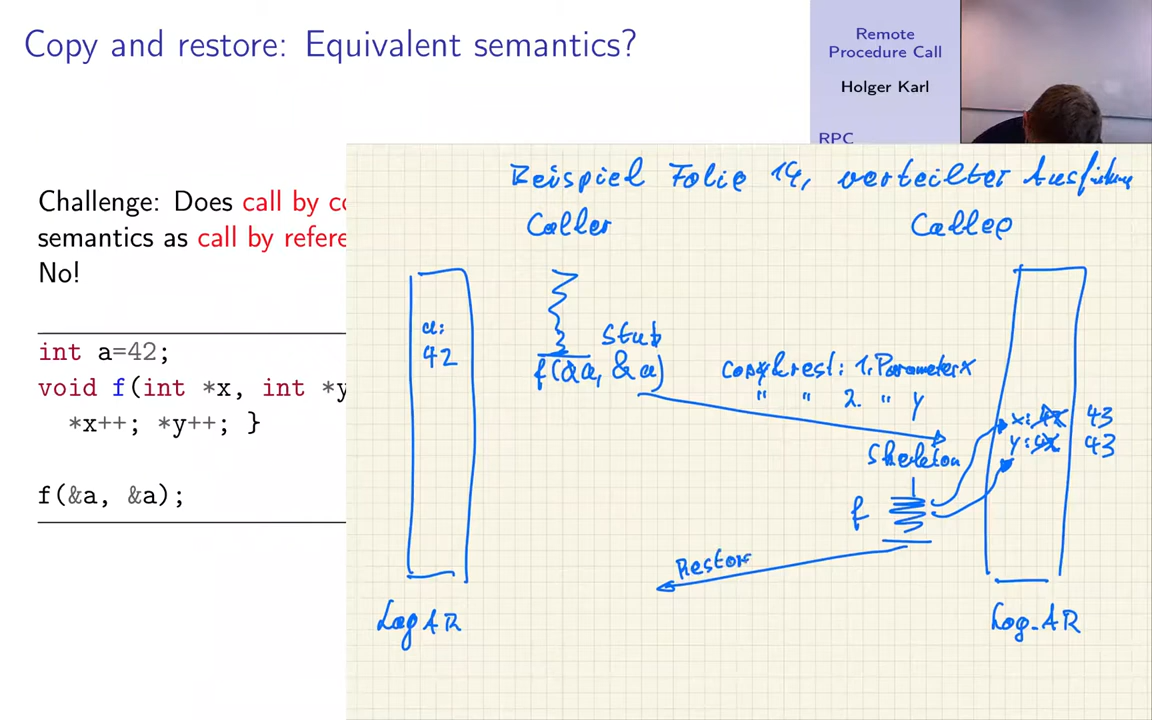 Copy and restore: Equivalent semantics?
Remote
Procedure Call
Holger Karl
RPC
Challenge: Does call by co
semantics as call by refere
No!
int a=42;
void f(int *x, int *y
*x++; *y++; }
f(&a, &a);
Beispiel Folie 14, verteilter Ausführung
Caller Callee
a:
42
Stub
f(&a, &a)
copy&rest: 1. Parameter x
" " 2. " y
x: 42 43
y: 42 43
Skeleton
f
Restore
Log AR
Log. AR